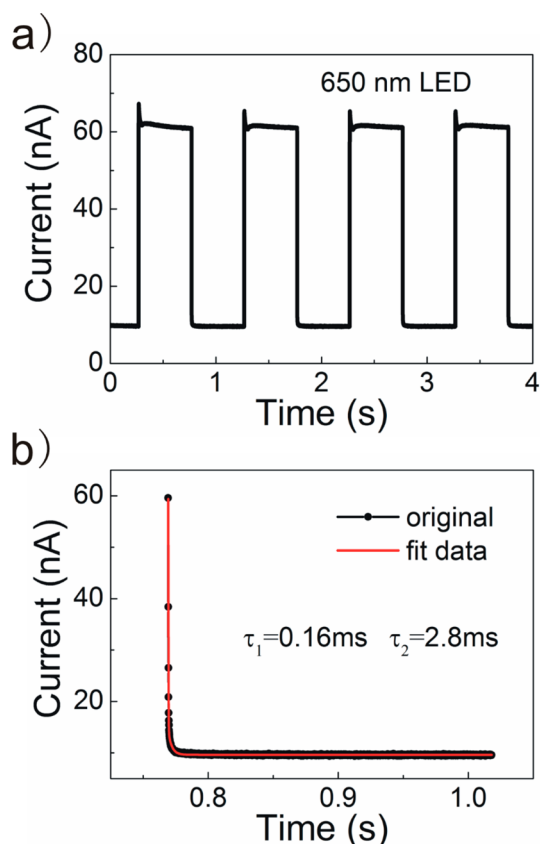 a)
80
60
40
20
0
Current (nA)
650 nm LED
0 1 2 3 4
Time (s)
b)
60
40
20
Current (nA)
original
fit data
τ₁=0.16ms τ₂=2.8ms
0.8 0.9 1.0
Time (s)